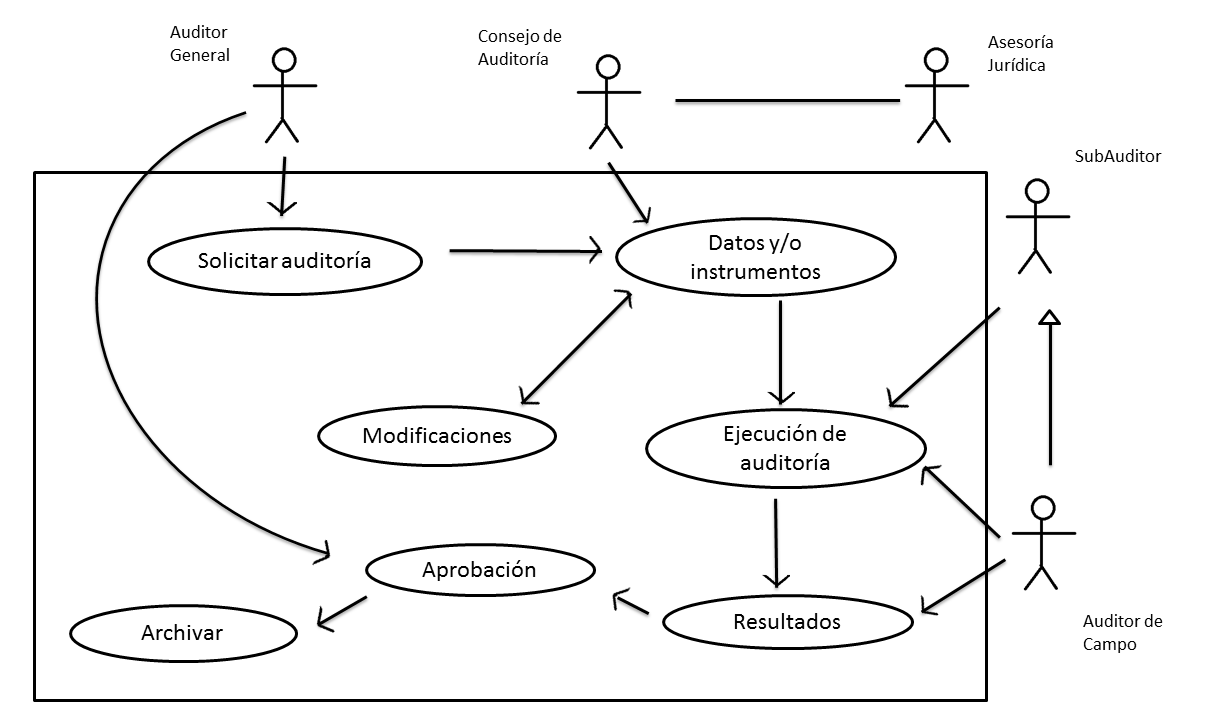 Auditor
General
Consejo de
Auditoría
Asesoría
Jurídica
SubAuditor
Solicitar auditoría
Datos y/o
instrumentos
Modificaciones
Ejecución de
auditoría
Aprobación
Archivar
Resultados
Auditor de
Campo